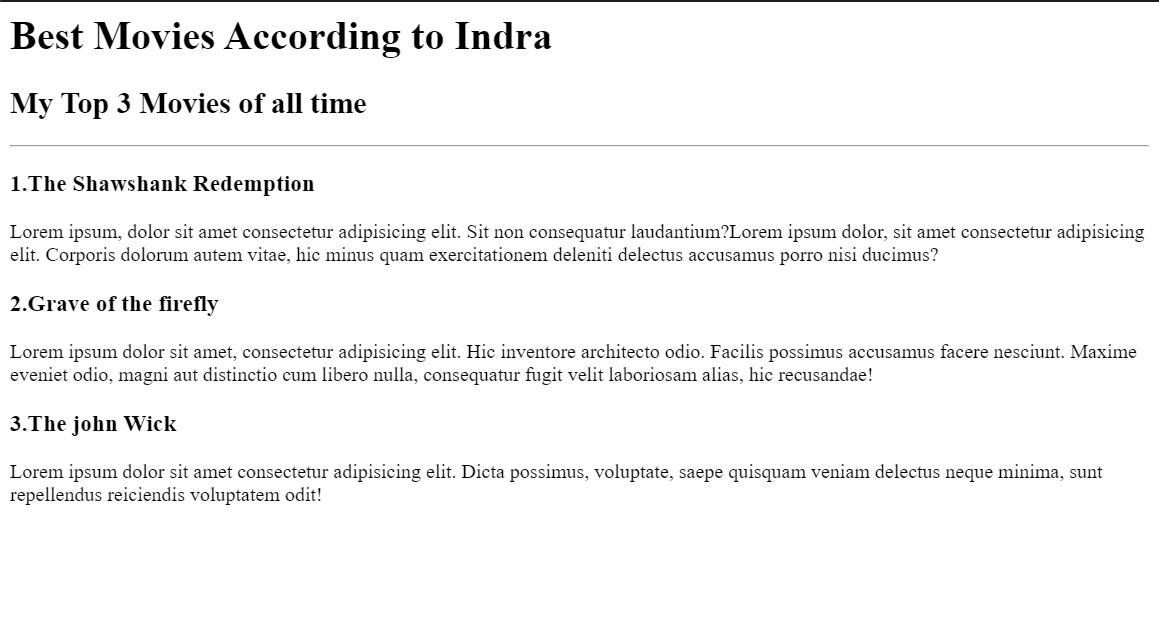 Best Movies According to Indra
My Top 3 Movies of all time
1.The Shawshank Redemption
Lorem ipsum, dolor sit amet consectetur adipisicing elit. Sit non consequatur laudantium?Lorem ipsum dolor, sit amet consectetur adipisicing
elit. Corporis dolorum autem vitae, hic minus quam exercitationem deleniti delectus accusamus porro nisi ducimus?
2.Grave of the firefly
Lorem ipsum dolor sit amet, consectetur adipisicing elit. Hic inventore architecto odio. Facilis possimus accusamus facere nesciunt. Maxime
eveniet odio, magni aut distinctio cum libero nulla, consequatur fugit velit laboriosam alias, hic recusandae!
3.The john Wick
Lorem ipsum dolor sit amet consectetur adipisicing elit. Dicta possimus, voluptate, saepe quisquam veniam delectus neque minima, sunt
repellendus reiciendis voluptatem odit!